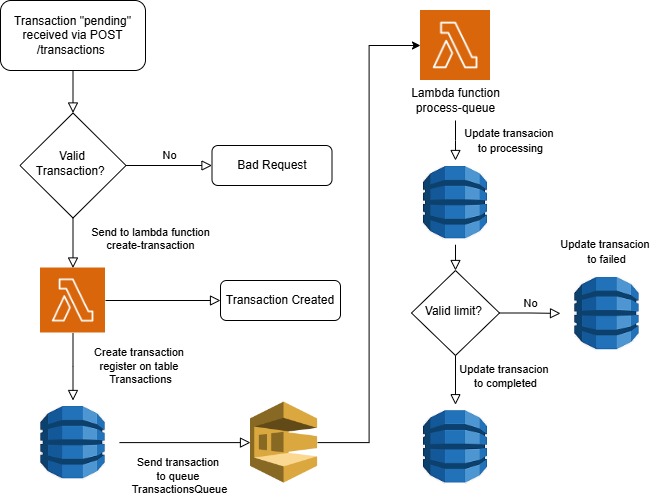 Transaction "pending"
received via POST
/transactions
Valid
Transaction?
No
Bad Request
Send to lambda function
create-transaction
Transaction Created
Create transaction
register on table
Transactions
Send transaction
to queue
TransactionsQueue
Lambda function
process-queue
Update transacion
to processing
Valid limit?
No
Update transacion
to failed
Update transacion
to completed